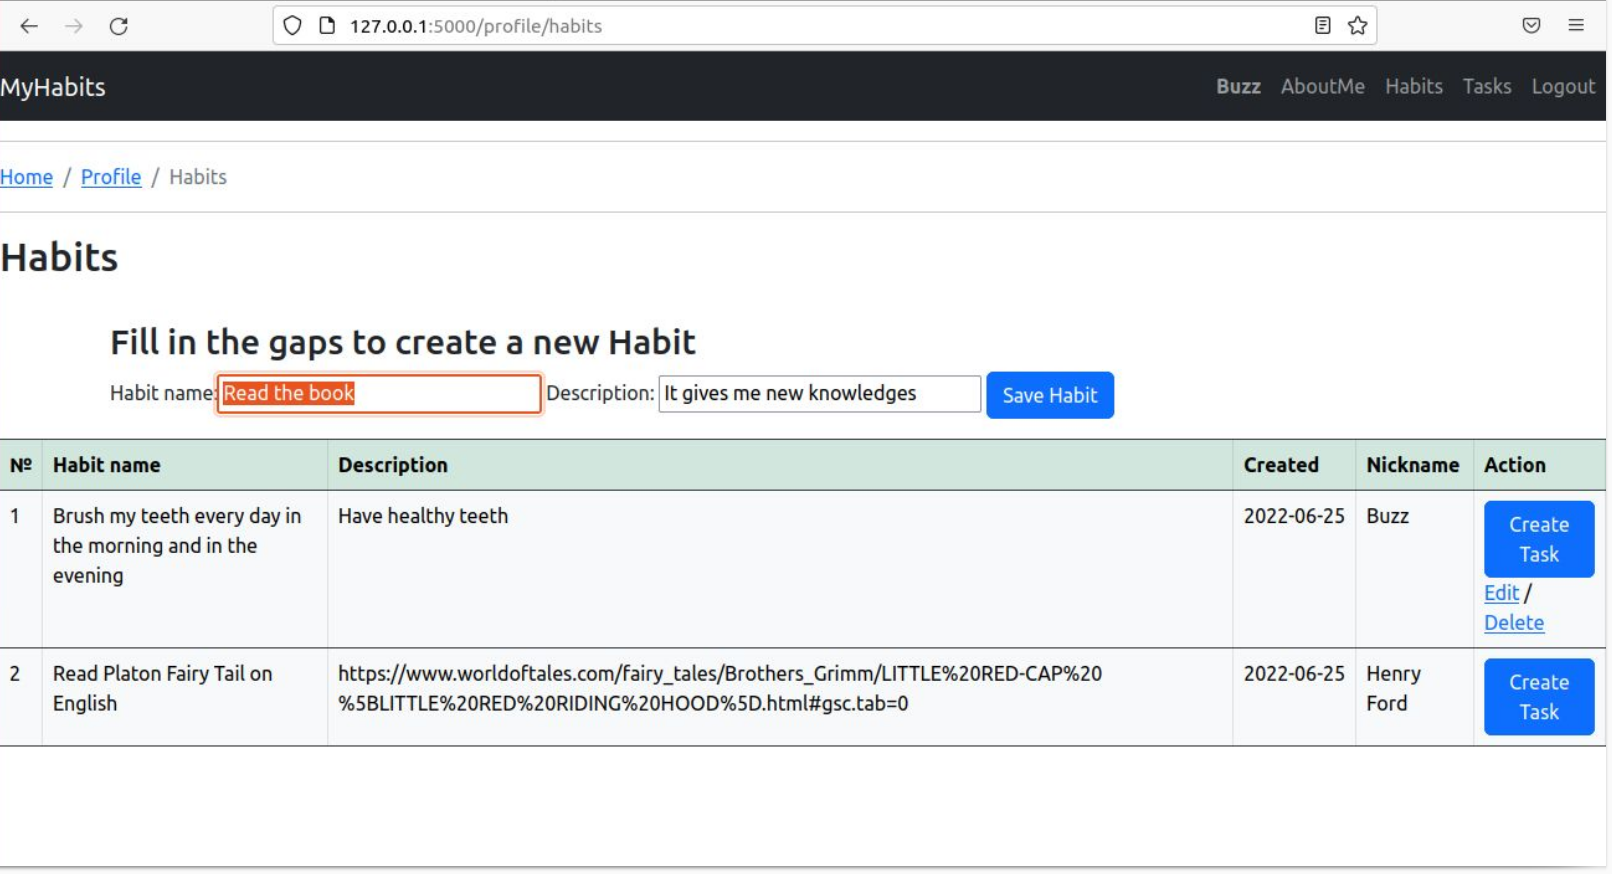 127.0.0.1:5000/profile/habits
MyHabits
Buzz AboutMe Habits Tasks Logout
Home / Profile / Habits
Habits
Fill in the gaps to create a new Habit
Habit name: Read the book Description: It gives me new knowledges Save Habit
№ Habit name Description Created Nickname Action
1 Brush my teeth every day in Have healthy teeth 2022-06-25 Buzz Create
the morning and in the Task
evening
Edit /
Delete
2 Read Platon Fairy Tail on https://www.worldoftales.com/fairy_tales/Brothers_Grimm/LITTLE%20RED-CAP%20 2022-06-25 Henry Create
English %5BLITTLE%20RED%20RIDING%20HOOD%5D.html#gsc.tab=0 Ford Task